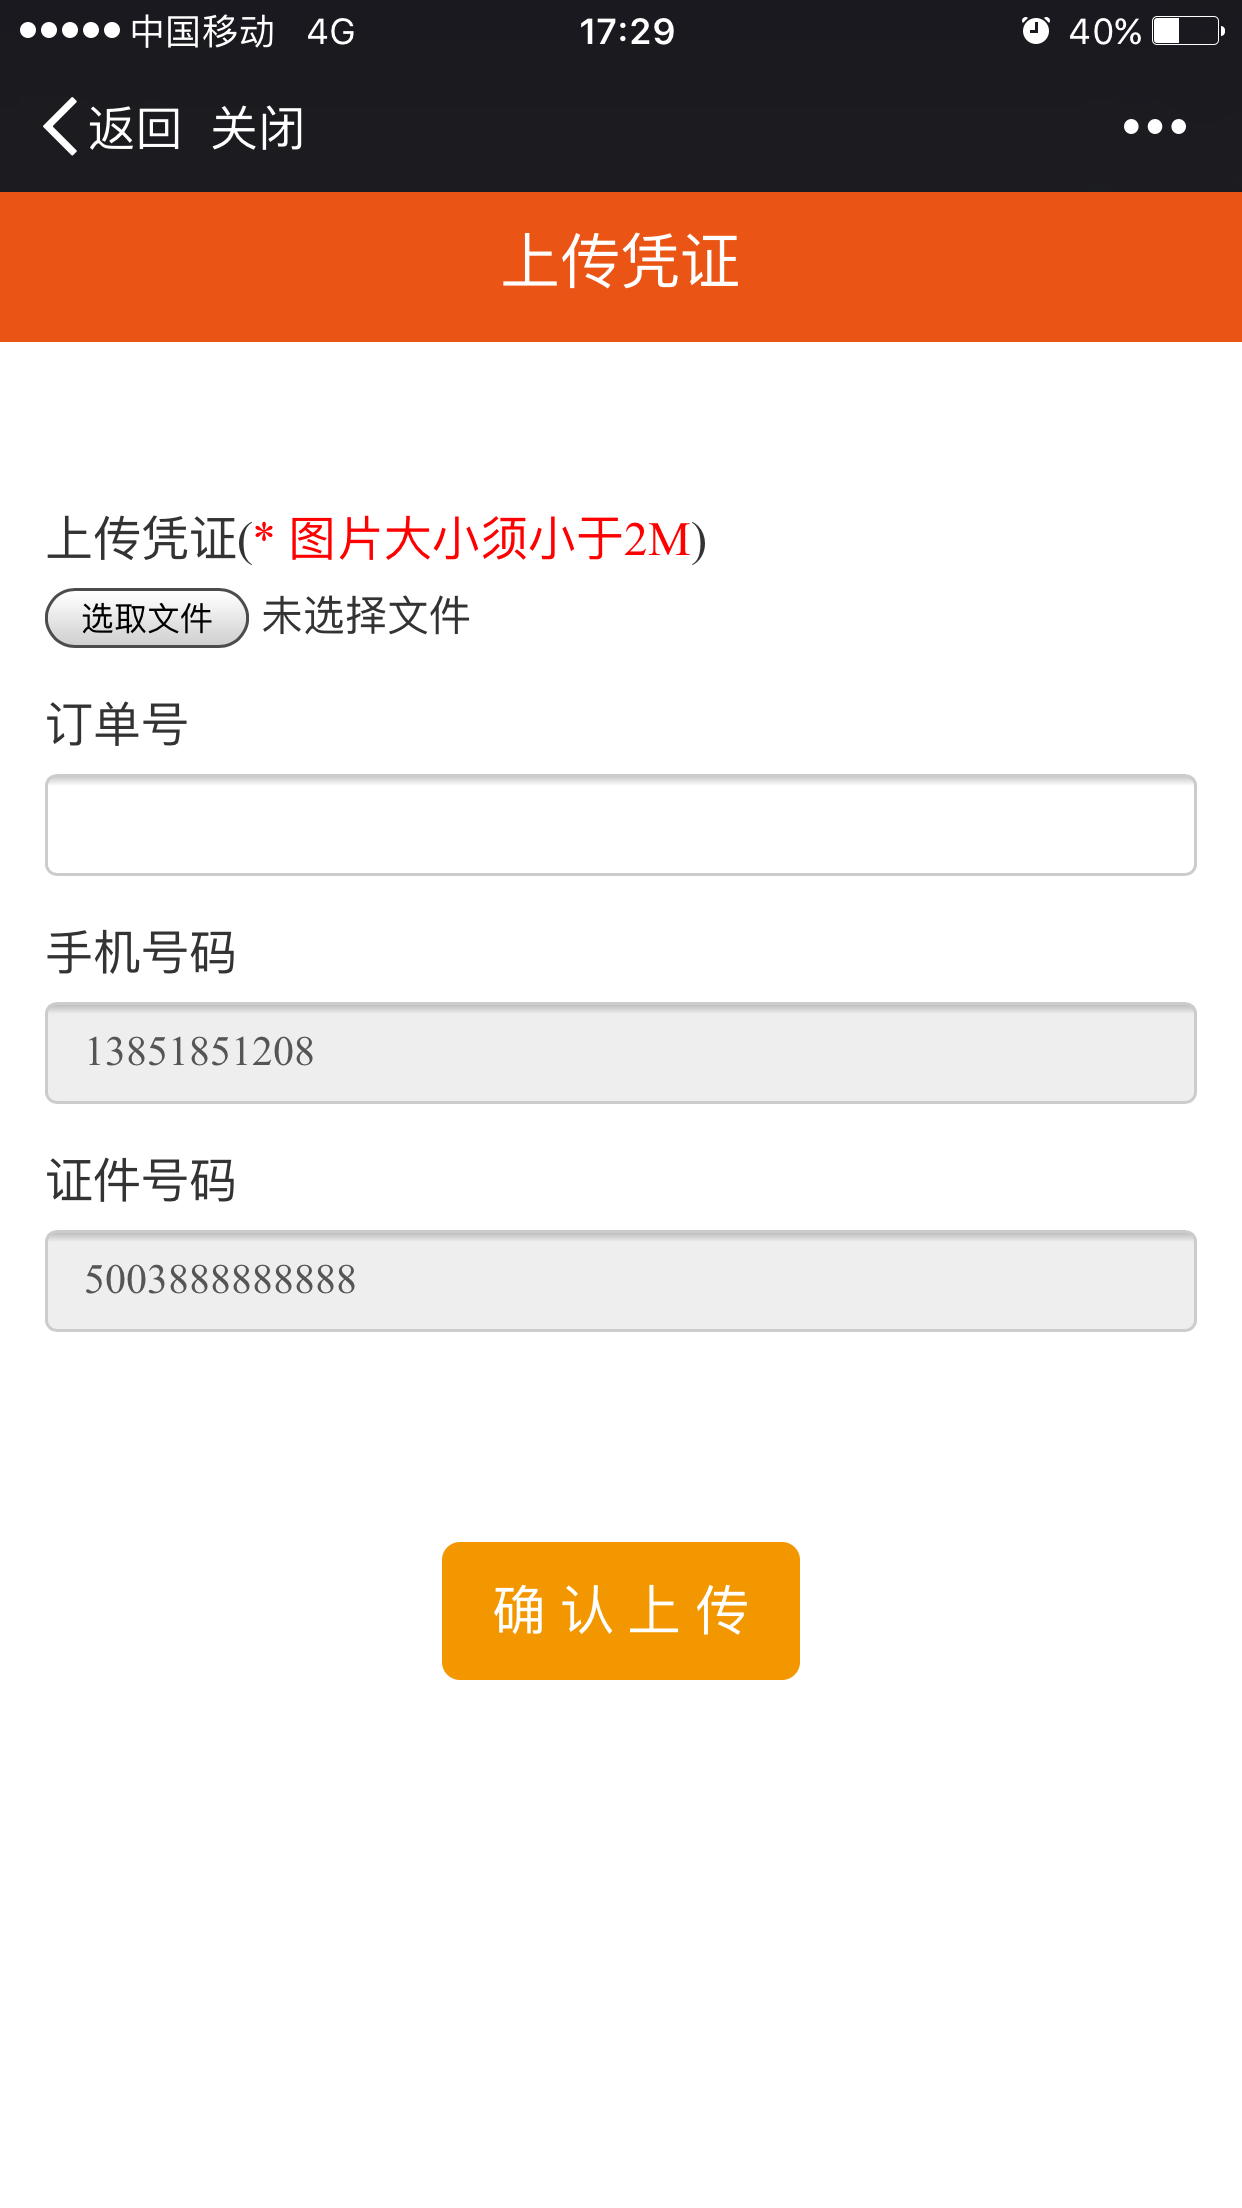 中国移动 4G 17:29 40%
返回 关闭
上传凭证
上传凭证(* 图片大小须小于2M)
选取文件 未选择文件
订单号
手机号码
13851851208
证件号码
5003888888888
确认上传